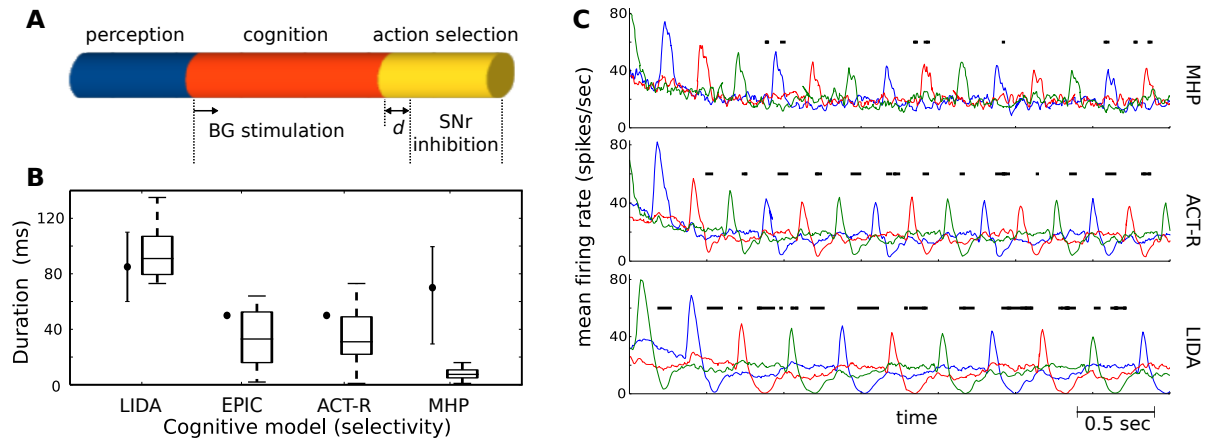 A
perception
cognition
action selection
BG stimulation
d
SNr
inhibition
B
Duration (ms)
120
80
40
0
LIDA
EPIC
ACT-R
MHP
Cognitive model (selectivity)
C
mean firing rate (spikes/sec)
80
40
0
MHP
80
40
0
ACT-R
80
40
0
LIDA
time
0.5 sec